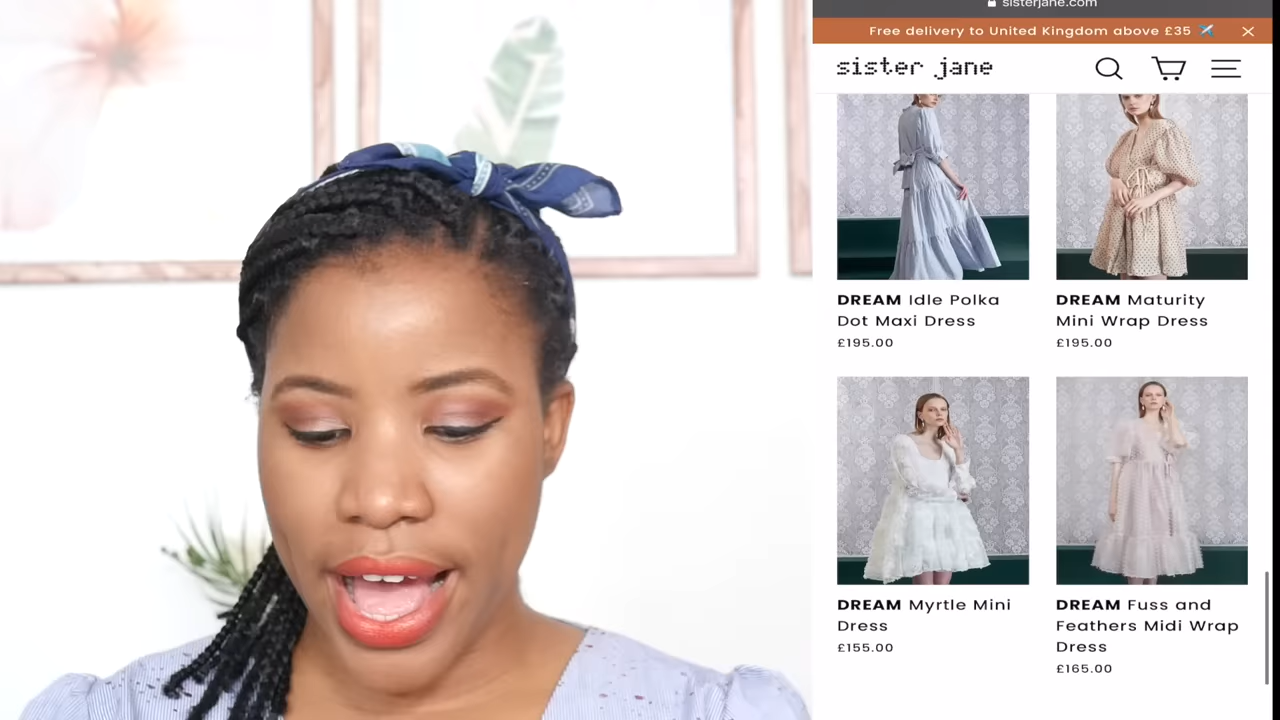 sisterjane.com
Free delivery to United Kingdom above £35
sister jane
DREAM Idle Polka
Dot Maxi Dress
£195.00
DREAM Maturity
Mini Wrap Dress
£195.00
DREAM Myrtle Mini
Dress
£155.00
DREAM Fuss and
Feathers Midi Wrap
Dress
£165.00